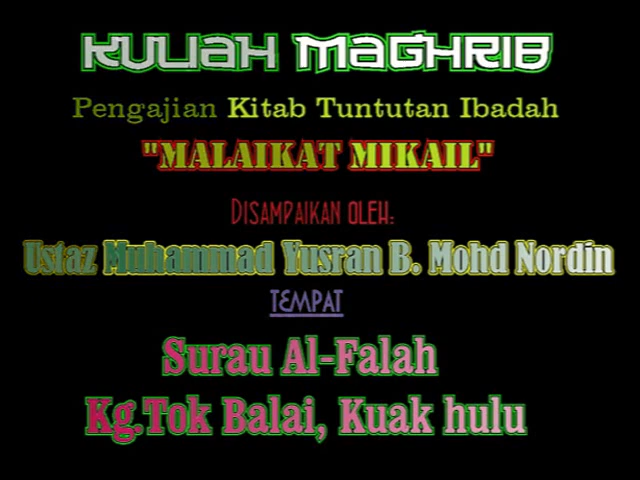 KULIAH MAGHRIB
Pengajian Kitab Tuntutan Ibadah
"MALAIKAT MIKAIL"
DISAMPAIKAN OLEH:
Ustaz Muhammad Yusran B. Mohd Nordin
TEMPAT
Surau Al-Falah
Kg.Tok Balai, Kuak hulu